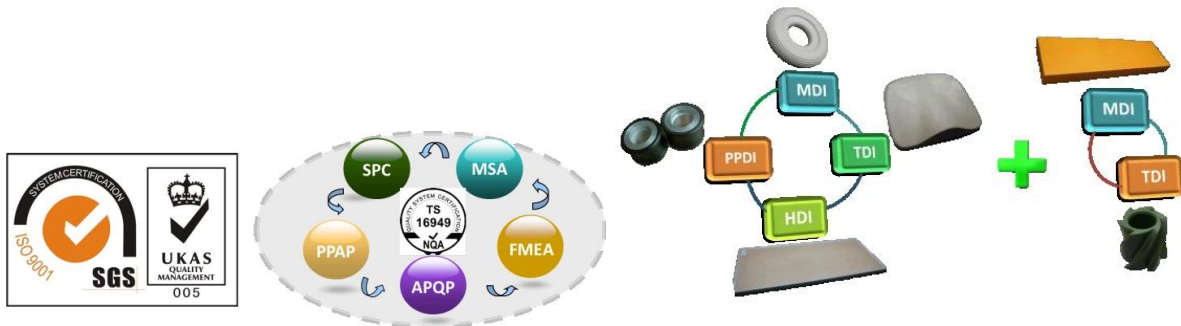 SYSTEM CERTIFICATION
ISO 9001
SGS
UKAS
QUALITY
MANAGEMENT
005
SPC
MSA
PPAP
FMEA
APQP
QUALITY SYSTEM CERTIFICATION
TS
16949
NQA
MDI
PPDI
TDI
HDI
MDI
TDI